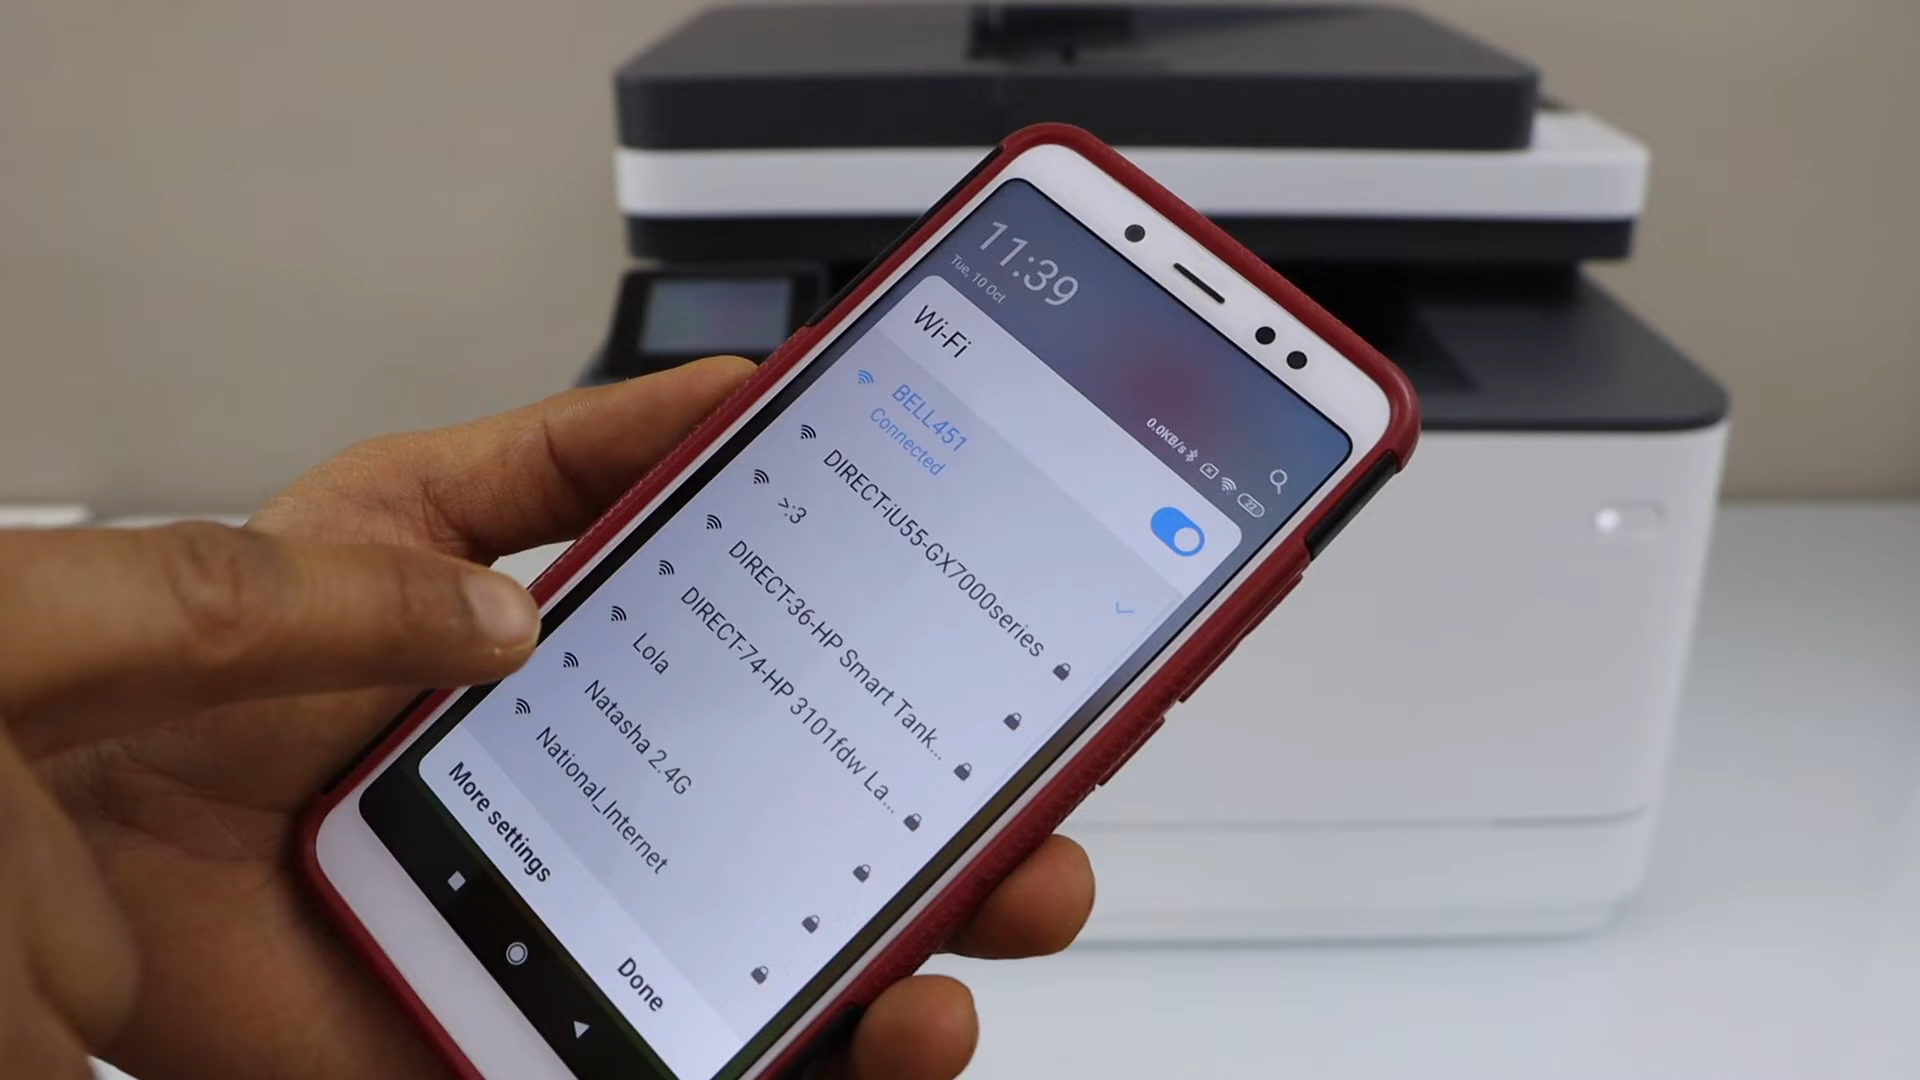 11:39
Tue, 10 Oct
0.0KB/s
22
Wi-Fi
BELL451
Connected
DIRECT-iU55-GX7000series
>:3
DIRECT-36-HP Smart Tank...
DIRECT-74-HP 3101fdw La...
Lola
Natasha 2.4G
National_Internet
More settings
Done